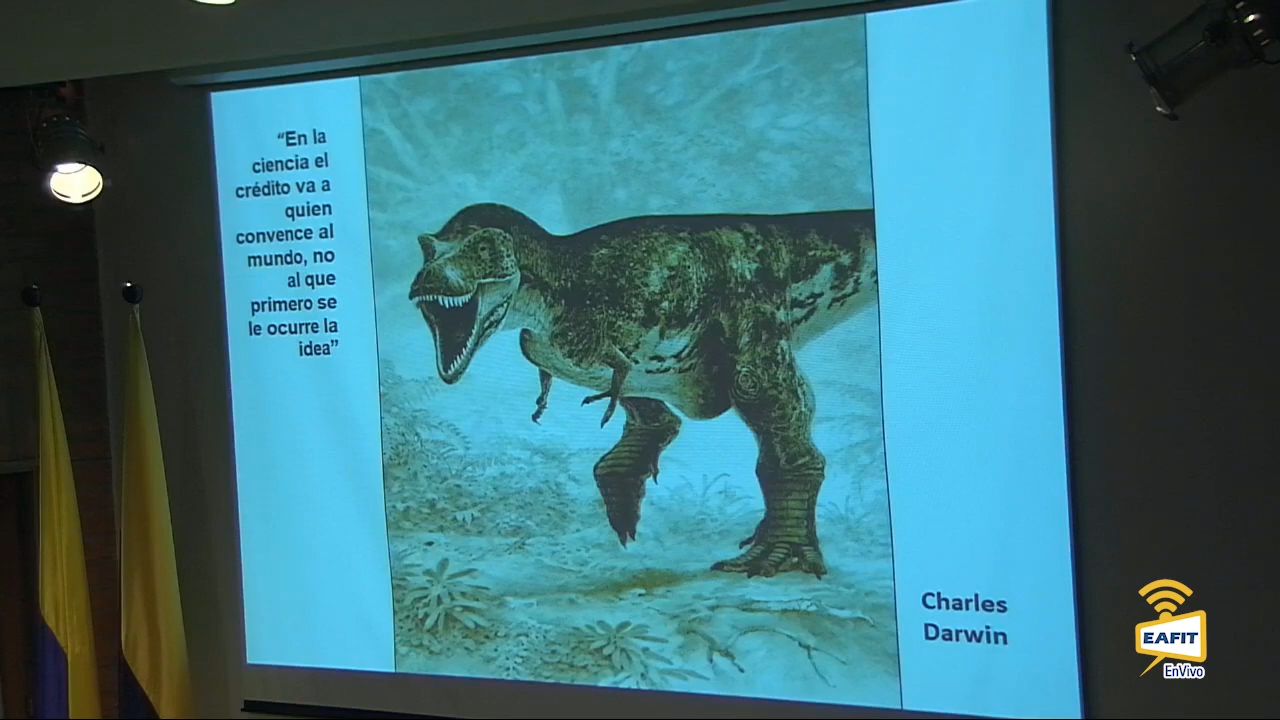 “En la
ciencia el
crédito va a
quien
convence al
mundo, no
al que
primero se
le ocurre la
idea”
Charles
Darwin
EAFIT
EnVivo